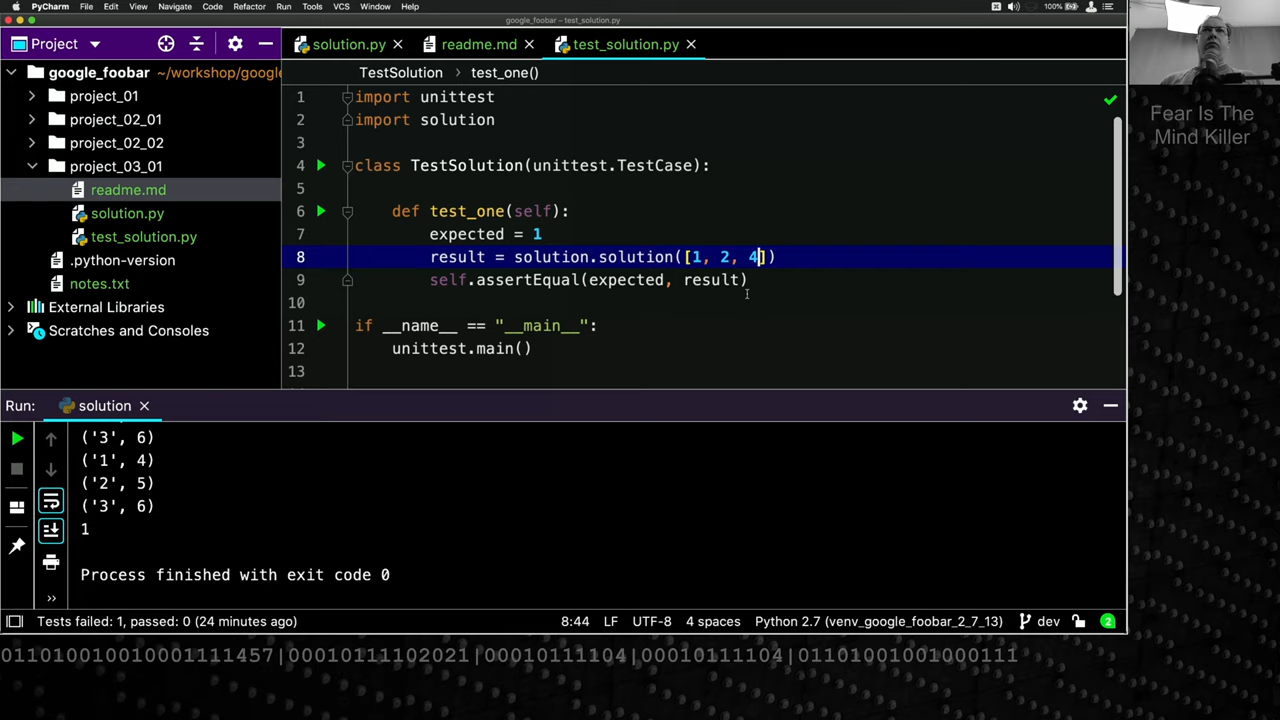 PyCharm File Edit View Navigate Code Refactor Run Tools VCS Window Help 100%
google_foobar – test_solution.py
Project solution.py readme.md test_solution.py
google_foobar ~/workshop/google
TestSolution test_one()
project_01
project_02_01
project_02_02
project_03_01
readme.md
solution.py
test_solution.py
.python-version
notes.txt
External Libraries
Scratches and Consoles
1 import unittest
2 import solution
3
4 class TestSolution(unittest.TestCase):
5
6 def test_one(self):
7 expected = 1
8 result = solution.solution([1, 2, 4])
9 self.assertEqual(expected, result)
10
11 if __name__ == "__main__":
12 unittest.main()
13
Fear Is The
Mind Killer
Run: solution
('3', 6)
('1', 4)
('2', 5)
('3', 6)
1
Process finished with exit code 0
Tests failed: 1, passed: 0 (24 minutes ago) 8:44 LF UTF-8 4 spaces Python 2.7 (venv_google_foobar_2_7_13) dev 2
01101001001000​1111457|00010111102021|00010111104|00010111104|01101001001000111